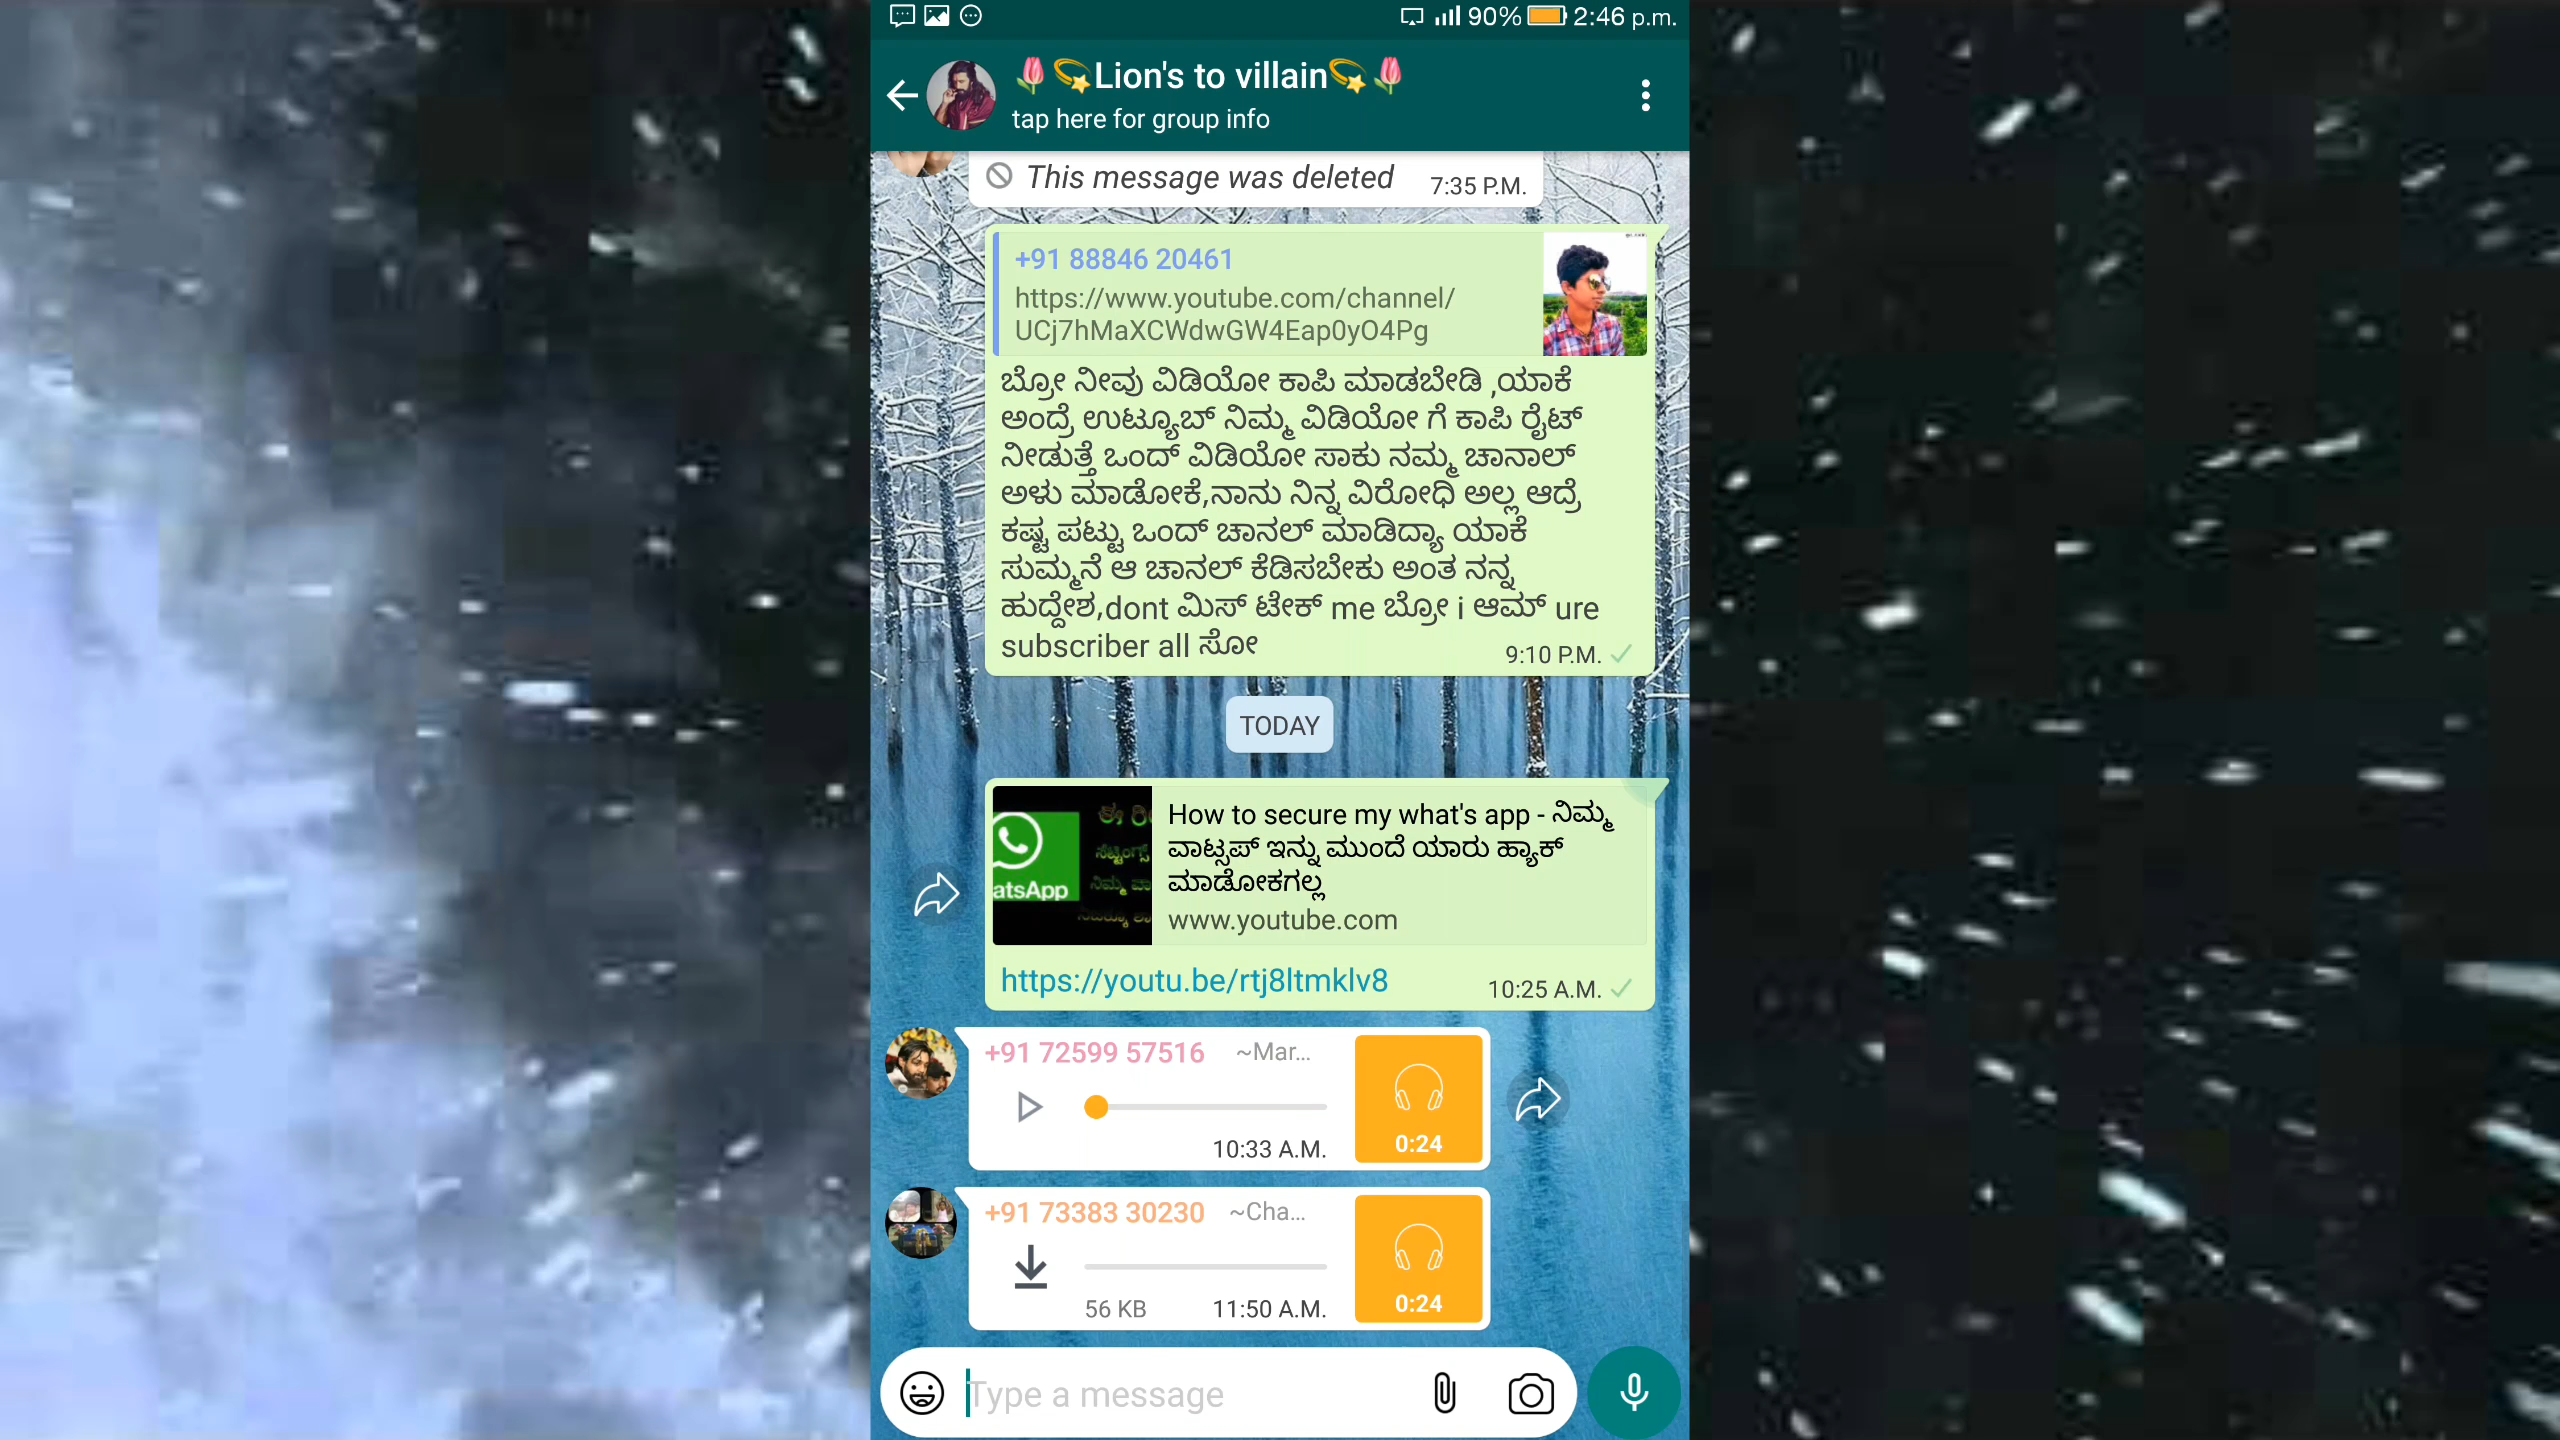 90% 2:46 p.m.
🌷💫Lion's to villain💫🌷
tap here for group info
This message was deleted 7:35 P.M.
+91 88846 20461
https://www.youtube.com/channel/
UCj7hMaXCWdwGW4Eap0yO4Pg
ಬ್ರೋ ನೀವು ವಿಡಿಯೋ ಕಾಪಿ ಮಾಡಬೇಡಿ ,ಯಾಕೆ
ಅಂದ್ರೆ ಉಟ್ಯೂಬ್ ನಿಮ್ಮ ವಿಡಿಯೋ ಗೆ ಕಾಪಿ ರೈಟ್
ನೀಡುತ್ತೆ ಒಂದ್ ವಿಡಿಯೋ ಸಾಕು ನಮ್ಮ ಚಾನಾಲ್
ಅಳು ಮಾಡೋಕೆ,ನಾನು ನಿನ್ನ ವಿರೋಧಿ ಅಲ್ಲ ಆದ್ರೆ
ಕಷ್ಟ ಪಟ್ಟು ಒಂದ್ ಚಾನಲ್ ಮಾಡಿದ್ಯಾ ಯಾಕೆ
ಸುಮ್ಮನೆ ಆ ಚಾನಲ್ ಕೆಡಿಸಬೇಕು ಅಂತ ನನ್ನ
ಹುದ್ದೇಶ,dont ಮಿಸ್ ಟೇಕ್ me ಬ್ರೋ i ಆಮ್ ure
subscriber all ಸೋ
9:10 P.M.
TODAY
How to secure my what's app - ನಿಮ್ಮ
ವಾಟ್ಸಪ್ ಇನ್ನು ಮುಂದೆ ಯಾರು ಹ್ಯಾಕ್
ಮಾಡೋಕಗಲ್ಲ
www.youtube.com
atsApp
ಈ ರಿ
ಸೆಟ್ಟಿಂಗ್ಸ್
ನಿಮ್ಮ ವಾ
https://youtu.be/rtj8ltmklv8
10:25 A.M.
+91 72599 57516 ~Mar...
10:33 A.M.
0:24
+91 73383 30230 ~Cha...
56 KB 11:50 A.M.
0:24
Type a message